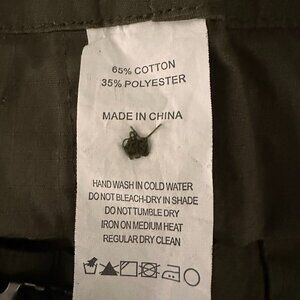 65% COTTON
35% POLYESTER
MADE IN CHINA
HAND WASH IN COLD WATER
DO NOT BLEACH-DRY IN SHADE
DO NOT TUMBLE DRY
IRON ON MEDIUM HEAT
REGULAR DRY CLEAN